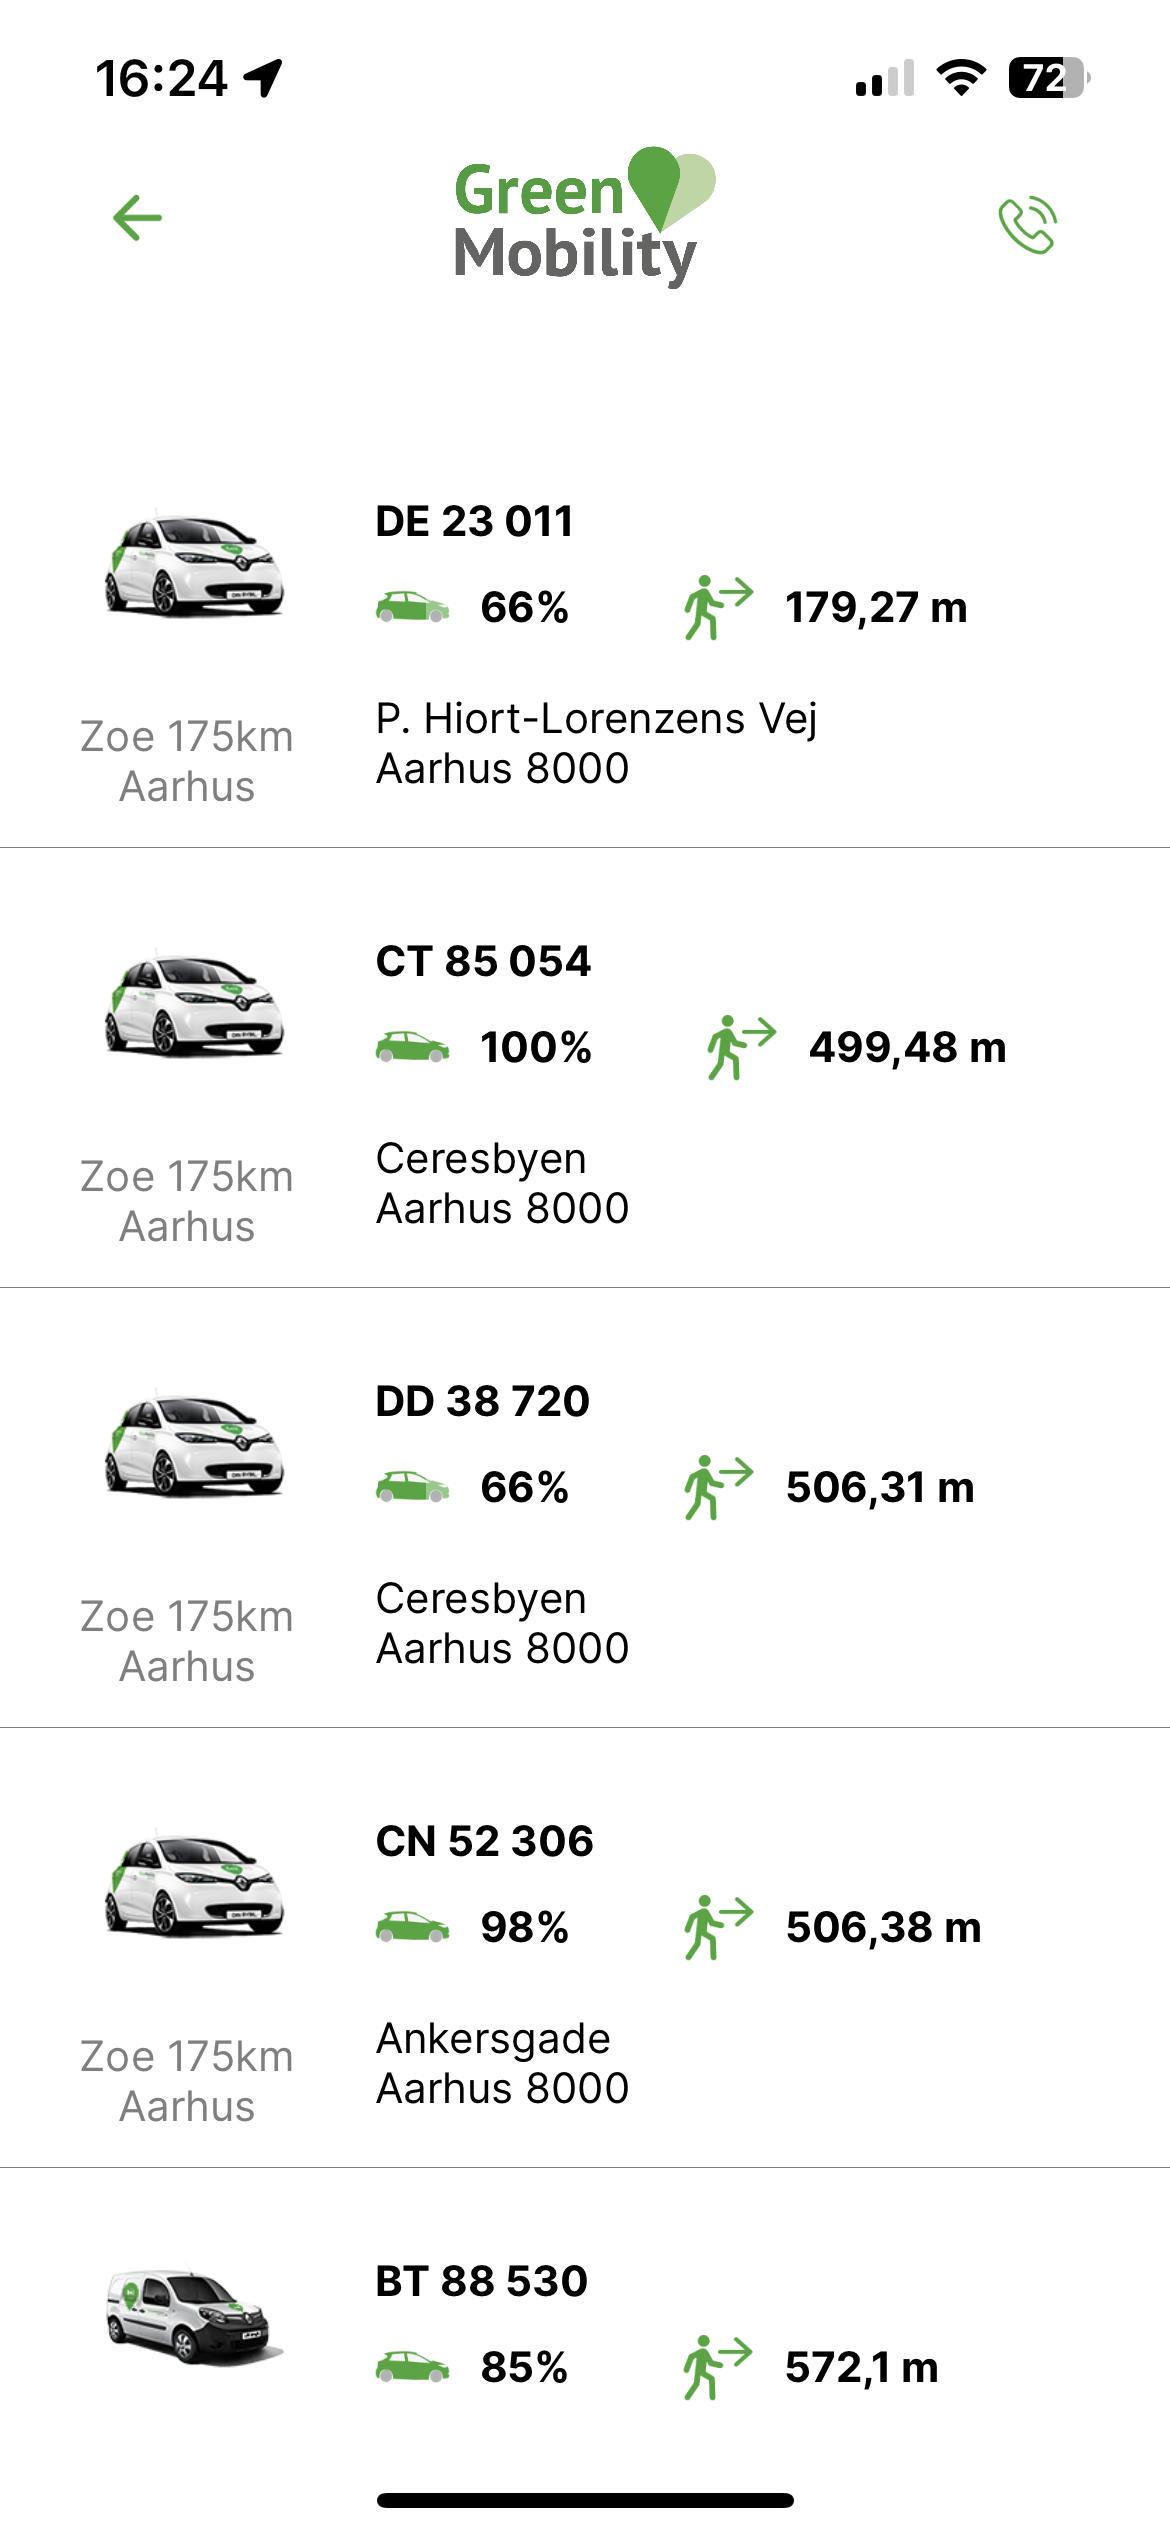 16:24
72
Green
Mobility
DE 23 011
66% 179,27 m
Zoe 175km
Aarhus
P. Hiort-Lorenzens Vej
Aarhus 8000
CT 85 054
100% 499,48 m
Zoe 175km
Aarhus
Ceresbyen
Aarhus 8000
DD 38 720
66% 506,31 m
Zoe 175km
Aarhus
Ceresbyen
Aarhus 8000
CN 52 306
98% 506,38 m
Zoe 175km
Aarhus
Ankersgade
Aarhus 8000
BT 88 530
85% 572,1 m